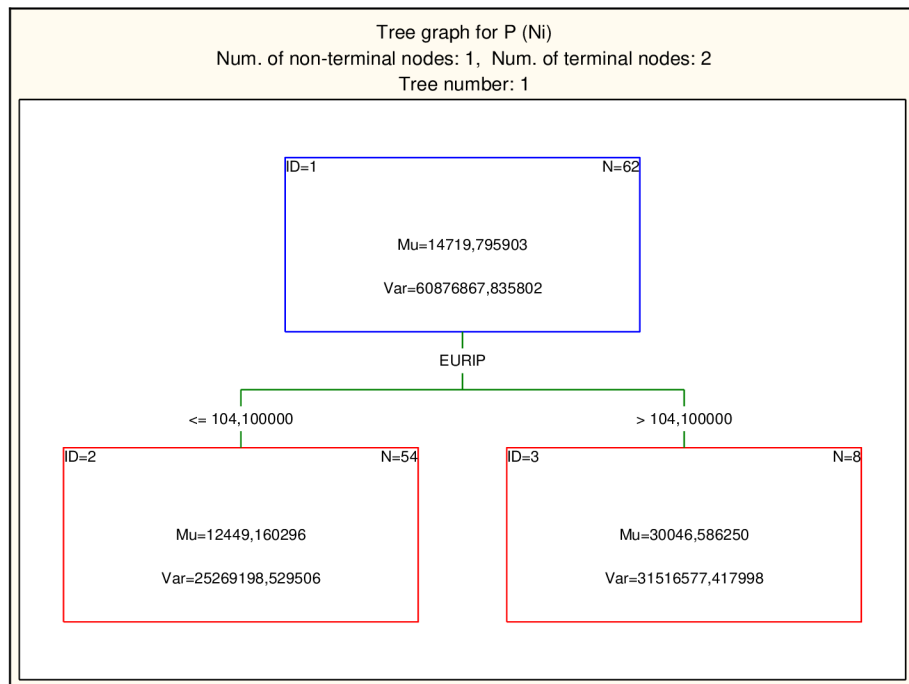 Tree graph for P (Ni)
Num. of non-terminal nodes: 1,  Num. of terminal nodes: 2
Tree number: 1
ID=1 N=62
Mu=14719,795903
Var=60876867,835802
EURIP
<= 104,100000 > 104,100000
ID=2 N=54 ID=3 N=8
Mu=12449,160296 Mu=30046,586250
Var=25269198,529506 Var=31516577,417998